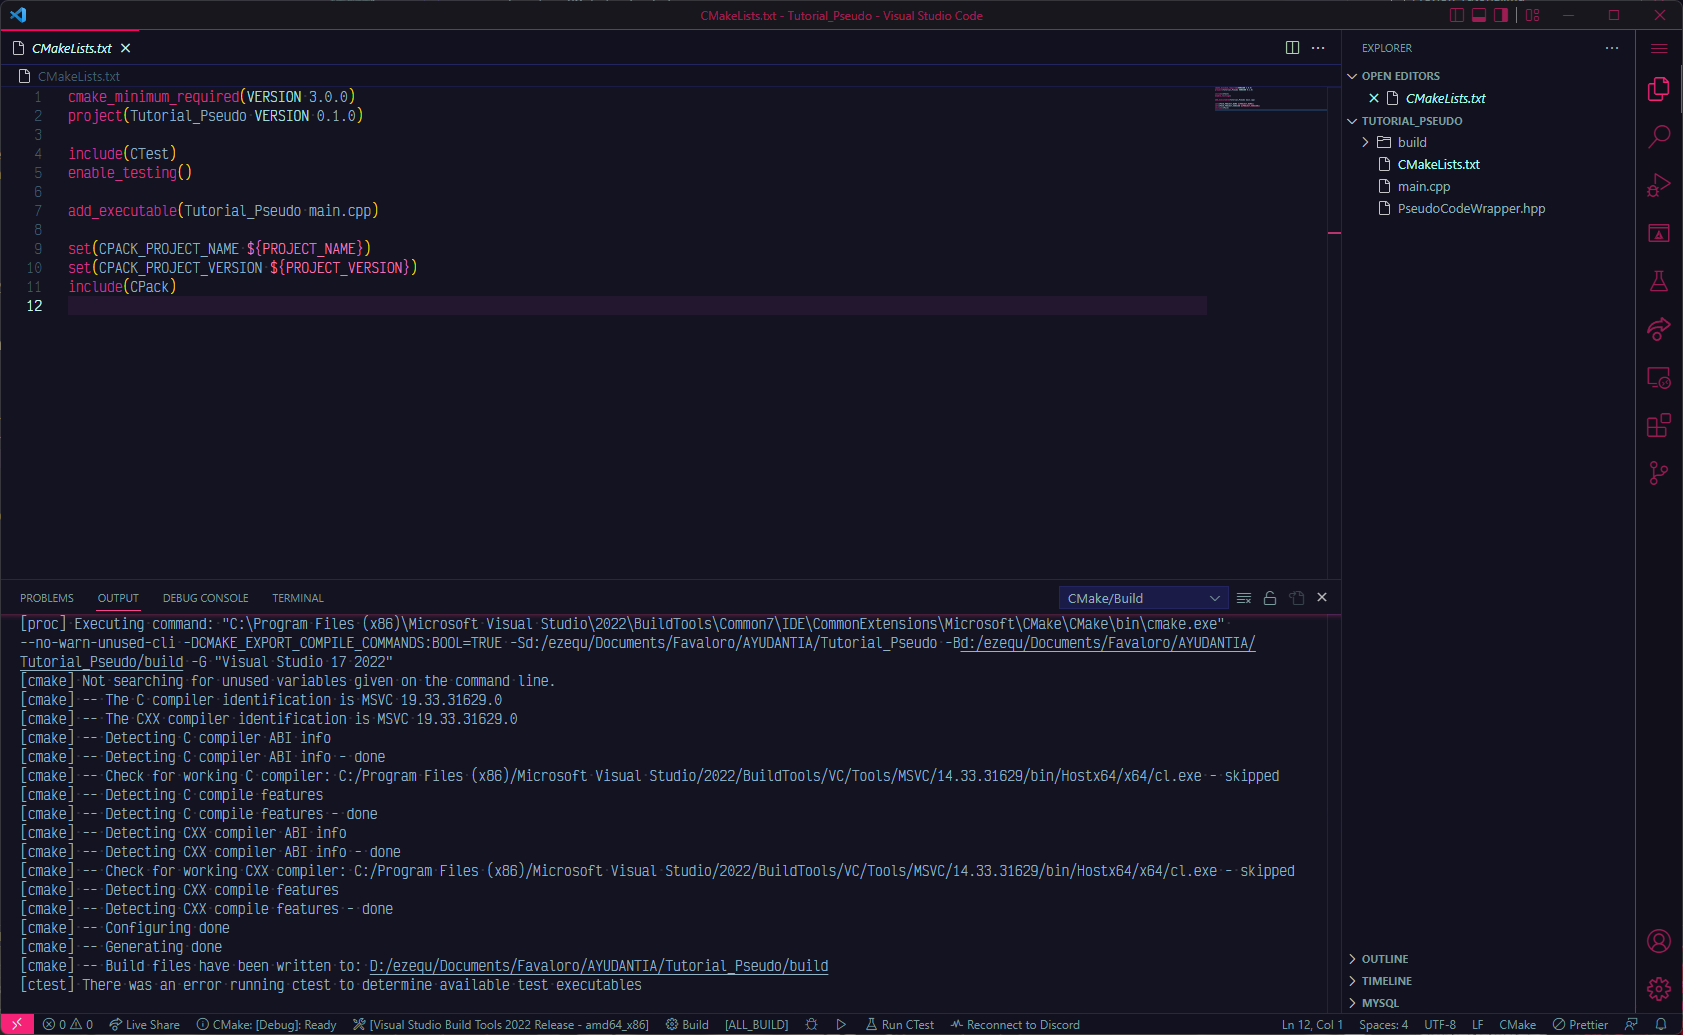 CMakeLists.txt - Tutorial_Pseudo - Visual Studio Code
CMakeLists.txt
CMakeLists.txt
1 cmake_minimum_required(VERSION 3.0.0)
2 project(Tutorial_Pseudo VERSION 0.1.0)
3
4 include(CTest)
5 enable_testing()
6
7 add_executable(Tutorial_Pseudo main.cpp)
8
9 set(CPACK_PROJECT_NAME ${PROJECT_NAME})
10 set(CPACK_PROJECT_VERSION ${PROJECT_VERSION})
11 include(CPack)
12
PROBLEMS OUTPUT DEBUG CONSOLE TERMINAL CMake/Build
[proc] Executing command: "C:\Program Files (x86)\Microsoft Visual Studio\2022\BuildTools\Common7\IDE\CommonExtensions\Microsoft\CMake\CMake\bin\cmake.exe"
--no-warn-unused-cli -DCMAKE_EXPORT_COMPILE_COMMANDS:BOOL=TRUE -Sd:/ezequ/Documents/Favaloro/AYUDANTIA/Tutorial_Pseudo -Bd:/ezequ/Documents/Favaloro/AYUDANTIA/
Tutorial_Pseudo/build -G "Visual Studio 17 2022"
[cmake] Not searching for unused variables given on the command line.
[cmake] -- The C compiler identification is MSVC 19.33.31629.0
[cmake] -- The CXX compiler identification is MSVC 19.33.31629.0
[cmake] -- Detecting C compiler ABI info
[cmake] -- Detecting C compiler ABI info - done
[cmake] -- Check for working C compiler: C:/Program Files (x86)/Microsoft Visual Studio/2022/BuildTools/VC/Tools/MSVC/14.33.31629/bin/Hostx64/x64/cl.exe - skipped
[cmake] -- Detecting C compile features
[cmake] -- Detecting C compile features - done
[cmake] -- Detecting CXX compiler ABI info
[cmake] -- Detecting CXX compiler ABI info - done
[cmake] -- Check for working CXX compiler: C:/Program Files (x86)/Microsoft Visual Studio/2022/BuildTools/VC/Tools/MSVC/14.33.31629/bin/Hostx64/x64/cl.exe - skipped
[cmake] -- Detecting CXX compile features
[cmake] -- Detecting CXX compile features - done
[cmake] -- Configuring done
[cmake] -- Generating done
[cmake] -- Build files have been written to: D:/ezequ/Documents/Favaloro/AYUDANTIA/Tutorial_Pseudo/build
[ctest] There was an error running ctest to determine available test executables
EXPLORER
OPEN EDITORS
CMakeLists.txt
TUTORIAL_PSEUDO
build
CMakeLists.txt
main.cpp
PseudoCodeWrapper.hpp
OUTLINE
TIMELINE
MYSQL
0 0 Live Share CMake: [Debug]: Ready [Visual Studio Build Tools 2022 Release - amd64_x86] Build [ALL_BUILD] Run CTest Reconnect to Discord Ln 12, Col 1 Spaces: 4 UTF-8 LF CMake Prettier